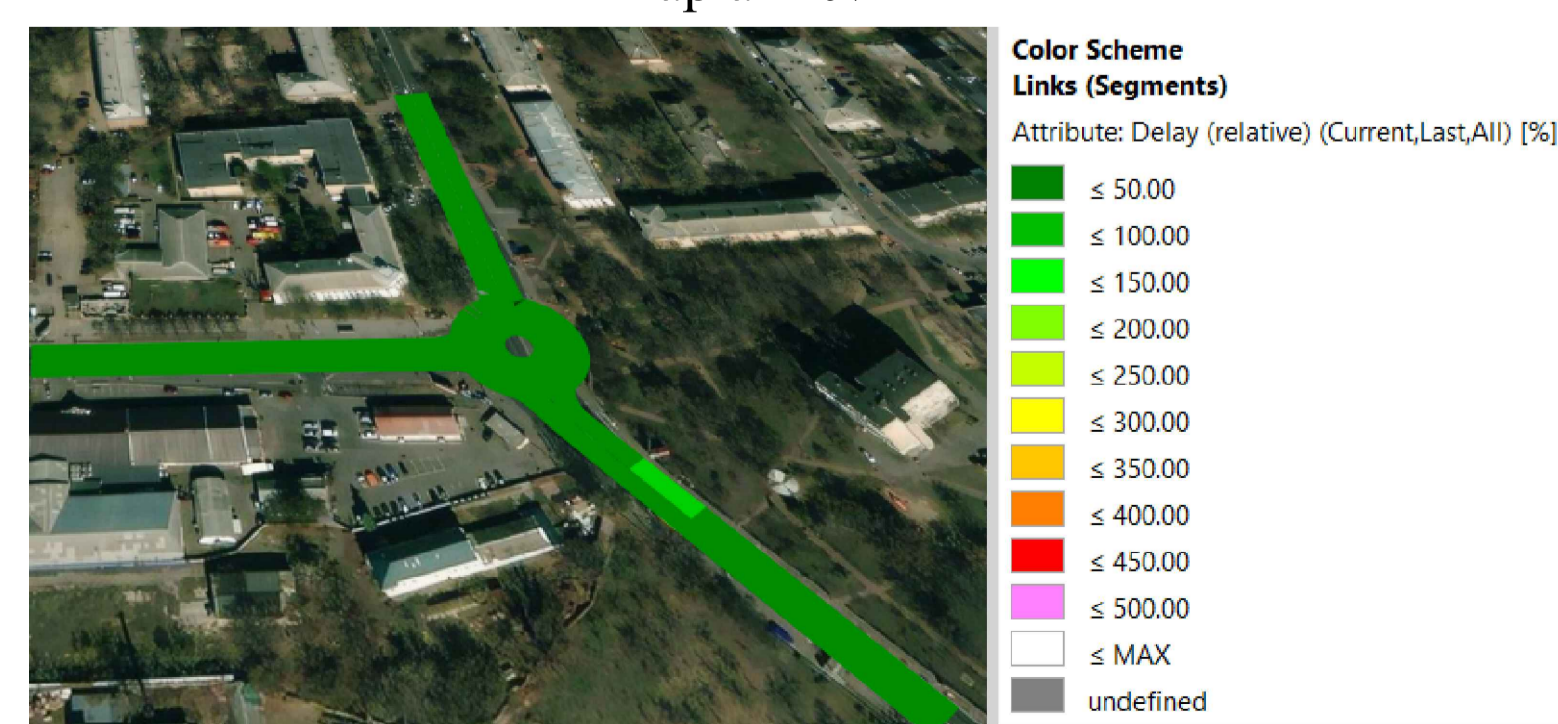 Color Scheme
Links (Segments)
Attribute: Delay (relative) (Current,Last,All) [%]
≤ 50.00
≤ 100.00
≤ 150.00
≤ 200.00
≤ 250.00
≤ 300.00
≤ 350.00
≤ 400.00
≤ 450.00
≤ 500.00
≤ MAX
undefined